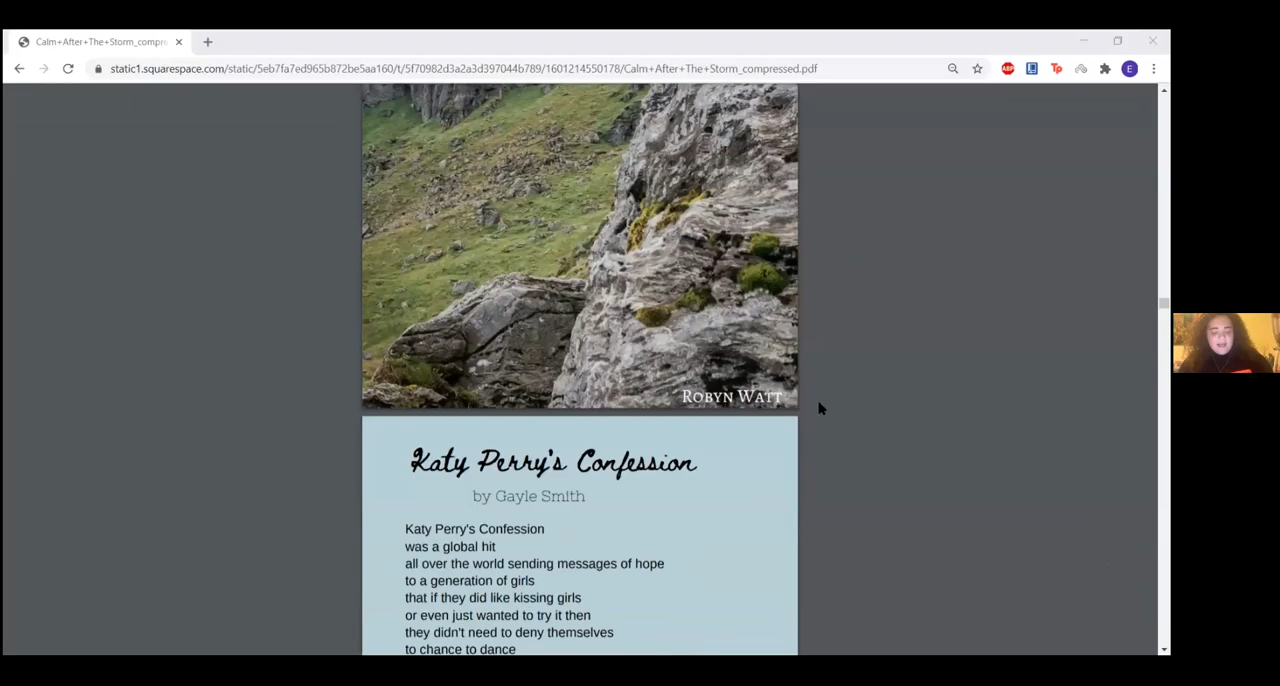 Calm+After+The+Storm_compre
static1.squarespace.com/static/5eb7fa7ed965b872be5aa160/t/5f70982d3a2a3d397044b789/1601214550178/Calm+After+The+Storm_compressed.pdf
ABP
Tp
E
ROBYN WATT
Katy Perry's Confession
by Gayle Smith
Katy Perry's Confession
was a global hit
all over the world sending messages of hope
to a generation of girls
that if they did like kissing girls
or even just wanted to try it then
they didn't need to deny themselves
to chance to dance